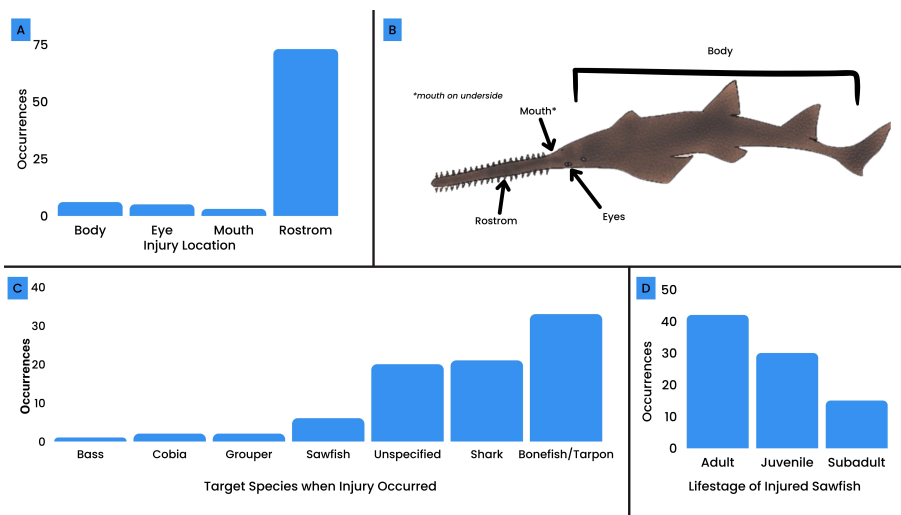 A
75
50
25
0
Occurrences
Body Eye Mouth Rostrom
Injury Location
B
Body
*mouth on underside
Mouth*
Rostrom
Eyes
C
40
30
20
10
0
Occurrences
Bass Cobia Grouper Sawfish Unspecified Shark Bonefish/Tarpon
Target Species when Injury Occurred
D
50
40
30
20
10
0
Occurrences
Adult Juvenile Subadult
Lifestage of Injured Sawfish